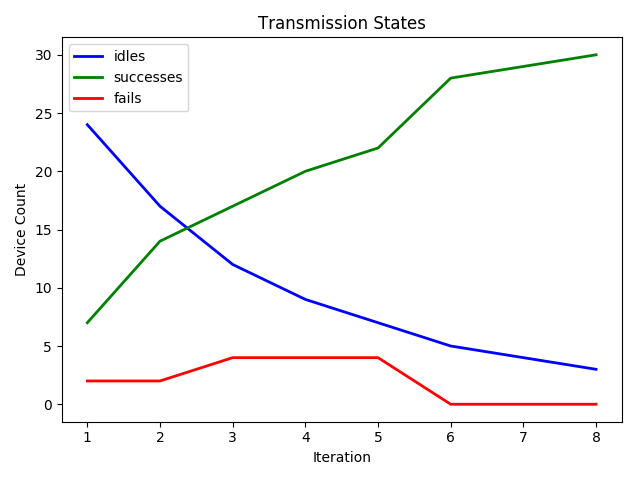 Transmission States
idles
successes
fails
Device Count
30
25
20
15
10
5
0
1 2 3 4 5 6 7 8
Iteration